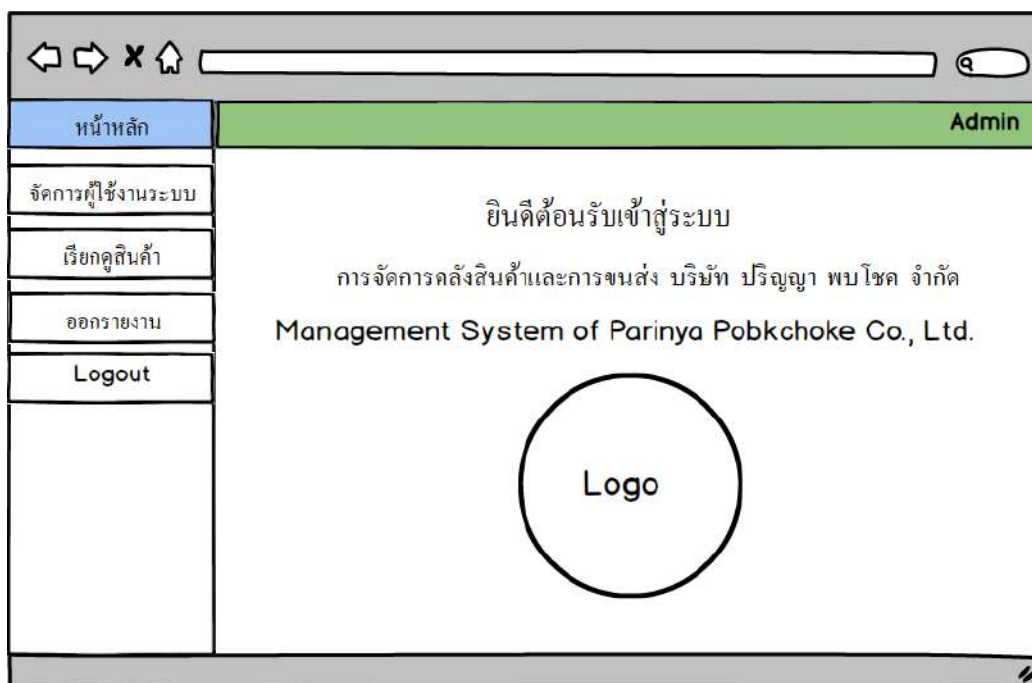 หน้าหลัก
Admin
จัดการผู้ใช้งานระบบ
เรียกดูสินค้า
ออกรายงาน
Logout
ยินดีต้อนรับเข้าสู่ระบบ
การจัดการคลังสินค้าและการขนส่ง บริษัท ปริญญา พบโชค จำกัด
Management System of Parinya Pobkchoke Co., Ltd.
Logo